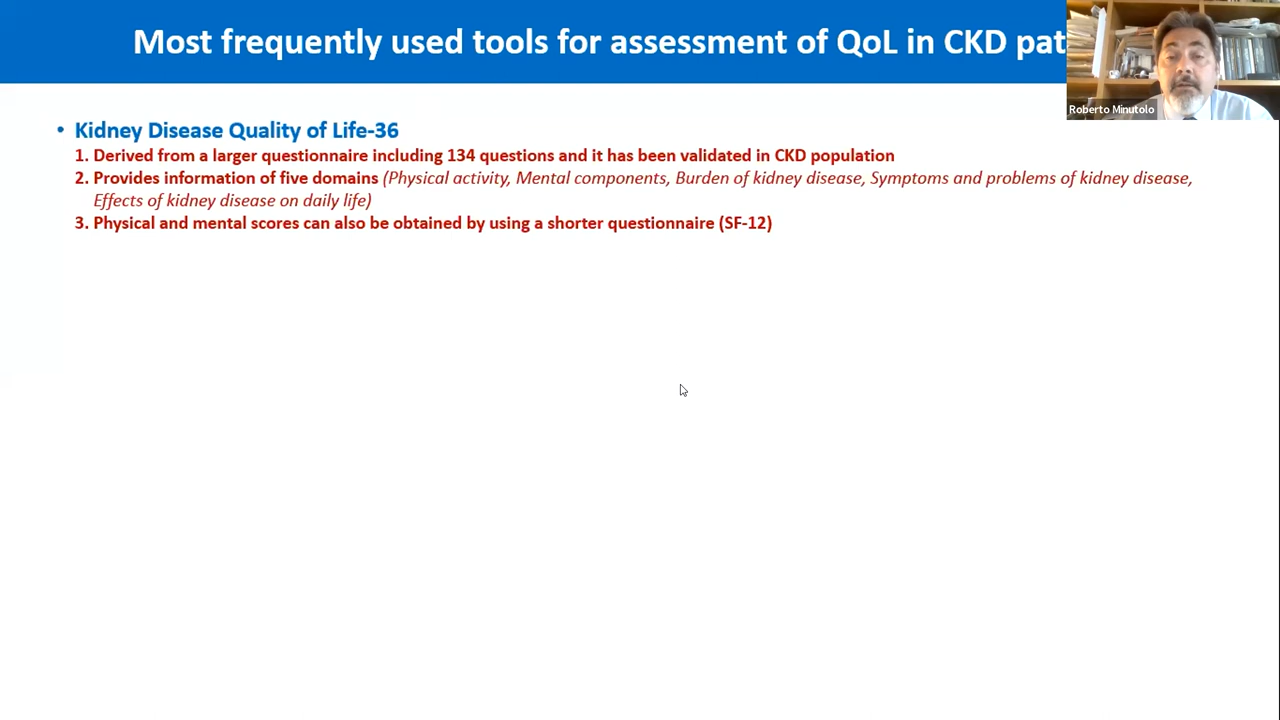 Most frequently used tools for assessment of QoL in CKD pat
Roberto Minutolo
• Kidney Disease Quality of Life-36
1. Derived from a larger questionnaire including 134 questions and it has been validated in CKD population
2. Provides information of five domains (Physical activity, Mental components, Burden of kidney disease, Symptoms and problems of kidney disease,
Effects of kidney disease on daily life)
3. Physical and mental scores can also be obtained by using a shorter questionnaire (SF-12)